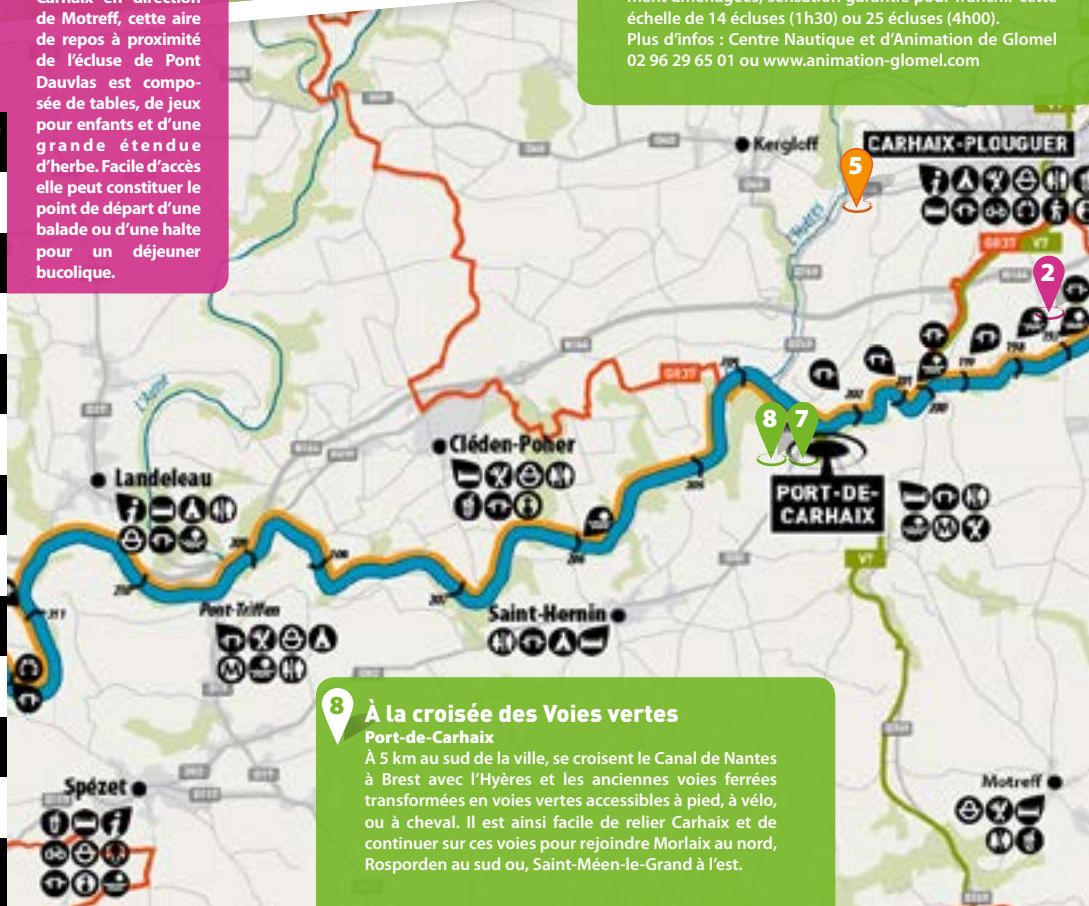 de Motreff, cette aire
de repos à proximité
de l'écluse de Pont
Dauvlas est compo-
sée de tables, de jeux
pour enfants et d'une
grande étendue
d'herbe. Facile d'accès
elle peut constituer le
point de départ d'une
balade ou d'une halte
pour un déjeuner
bucolique.
échelle de 14 écluses (1h30) ou 25 écluses (4h00).
Plus d'infos : Centre Nautique et d'Animation de Glomel
02 96 29 65 01 ou www.animation-glomel.com
Kergloff
CARHAIX-PLOUGUER
5
l'Hyères
GR37 V7
2
GR37
l'Aulne
Cléden-Poher
Landeleau
8 7
PORT-DE-
CARHAIX
V7
Pont-Triffen
Saint-Hernin
211
8
À la croisée des Voies vertes
Port-de-Carhaix
À 5 km au sud de la ville, se croisent le Canal de Nantes
à Brest avec l'Hyères et les anciennes voies ferrées
transformées en voies vertes accessibles à pied, à vélo,
ou à cheval. Il est ainsi facile de relier Carhaix et de
continuer sur ces voies pour rejoindre Morlaix au nord,
Rosporden au sud ou, Saint-Méen-le-Grand à l'est.
Spézet
Motreff